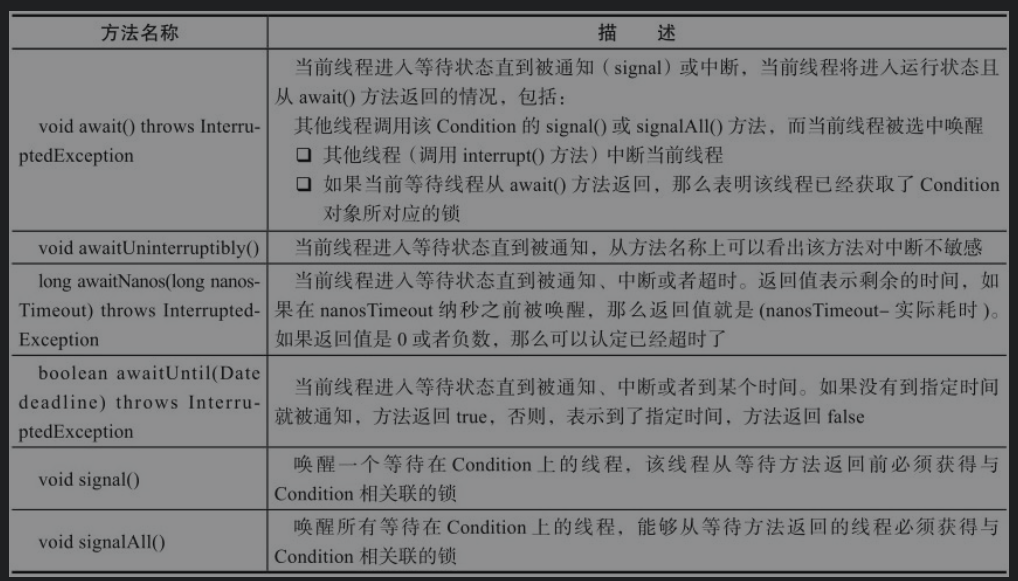 方法名称
描 述
void await() throws Interru-
ptedException
当前线程进入等待状态直到被通知（signal）或中断，当前线程将进入运行状态且
从 await() 方法返回的情况，包括：
其他线程调用该 Condition 的 signal() 或 signalAll() 方法，而当前线程被选中唤醒
❑ 其他线程（调用 interrupt() 方法）中断当前线程
❑ 如果当前等待线程从 await() 方法返回，那么表明该线程已经获取了 Condition
对象所对应的锁
void awaitUninterruptibly()
当前线程进入等待状态直到被通知，从方法名称上可以看出该方法对中断不敏感
long awaitNanos(long nanos-
Timeout) throws Interrupted-
Exception
当前线程进入等待状态直到被通知、中断或者超时。返回值表示剩余的时间，如
果在 nanosTimeout 纳秒之前被唤醒，那么返回值就是 (nanosTimeout– 实际耗时 )。
如果返回值是 0 或者负数，那么可以认定已经超时了
boolean awaitUntil(Date
deadline) throws Interru-
ptedException
当前线程进入等待状态直到被通知、中断或者到某个时间。如果没有到指定时间
就被通知，方法返回 true，否则，表示到了指定时间，方法返回 false
void signal()
唤醒一个等待在 Condition 上的线程，该线程从等待方法返回前必须获得与
Condition 相关联的锁
void signalAll()
唤醒所有等待在 Condition 上的线程，能够从等待方法返回的线程必须获得与
Condition 相关联的锁